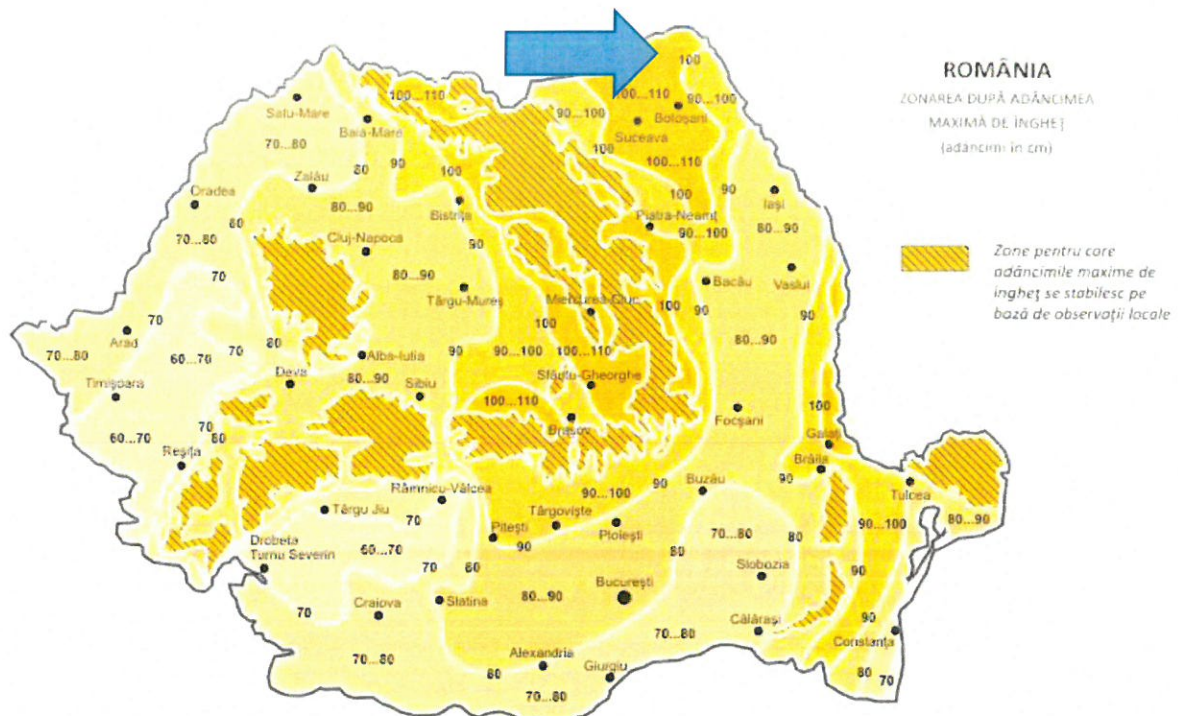 ROMÂNIA
ZONAREA DUPĂ ADÂNCIMEA
MAXIMĂ DE ÎNGHEȚ
(adâncimi în cm)
Zone pentru care
adâncimile maxime de
îngheț se stabilesc pe
bază de observații locale
100
100...110
100...110
90...100
Satu-Mare
Botoșani
90...100
Baia-Mare
Suceava
70...80
80
90
100
100
100...110
Zalău
Oradea
80...90
Bistrița
100
90
Iași
80
Piatra-Neamț
80...90
70...80
Cluj-Napoca
90
90...100
70
80...90
Bacău
Vaslui
Târgu-Mureș
Miercurea-Ciuc
100
90
70
100
Arad
70
80
80...90
70...80
60...70
Alba-Iulia
90
90...100
100...110
Deva
80...90
Sfântu-Gheorghe
Timișoara
Sibiu
100...110
100
Focșani
60...70
70
Brașov
Galați
Reșița
80
Brăila
90
Buzău
Râmnicu-Vâlcea
90
Tulcea
90...100
Târgu Jiu
70
Târgoviște
90...100
80...90
Pitești
Ploiești
70...80
80
Drobeta
Turnu Severin
60...70
90
80
90
70
80
Slobozia
București
70
Craiova
Slatina
80...90
90
70...80
Călărași
Constanța
70...80
Alexandria
80
Giurgiu
80
70
70...80